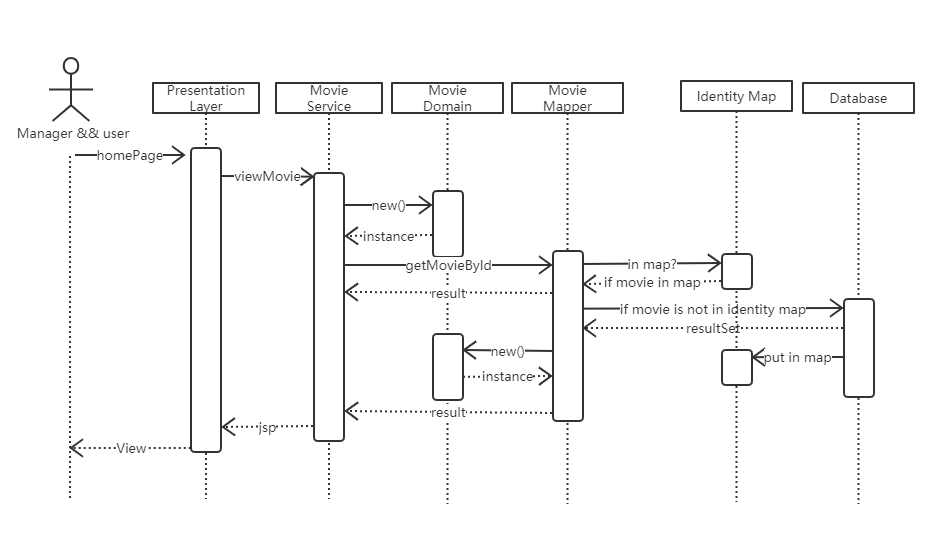 Presentation
Layer
Movie
Service
Movie
Domain
Movie
Mapper
Identity Map
Database
Manager && user
homePage
viewMovie
new()
instance
getMovieById
in map?
if movie in map
result
if movie is not in identity map
resultSet
new()
put in map
instance
result
jsp
View